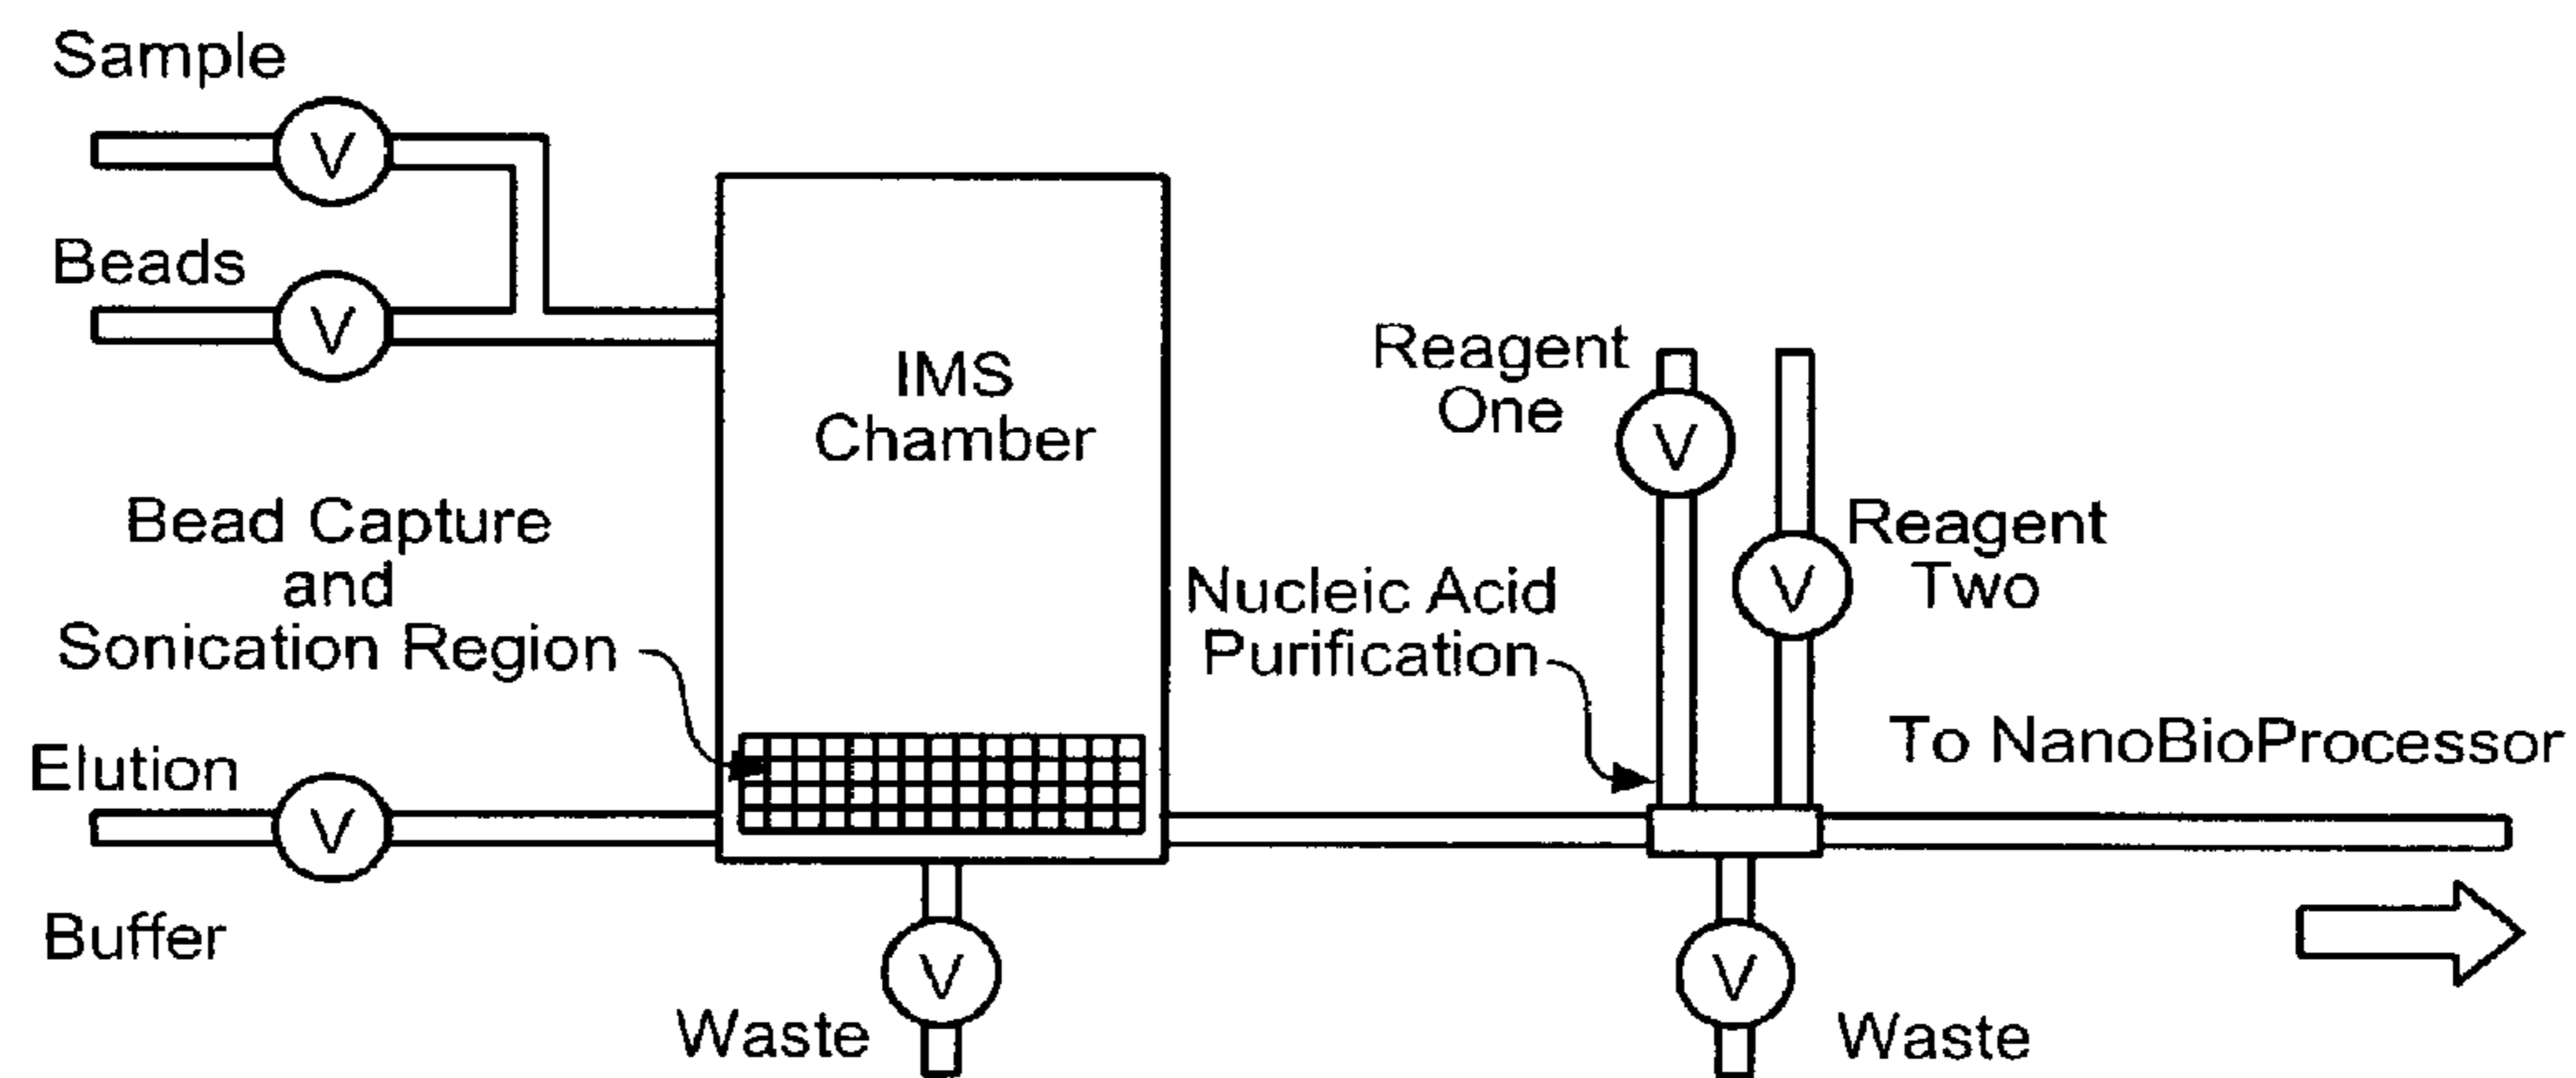 Sample
V
Beads
V
IMS
Chamber
Bead Capture
and
Sonication Region
Elution
V
Buffer
V
Waste
Reagent
One
V
Reagent
Two
V
Nucleic Acid
Purification
To NanoBioProcessor
V
Waste